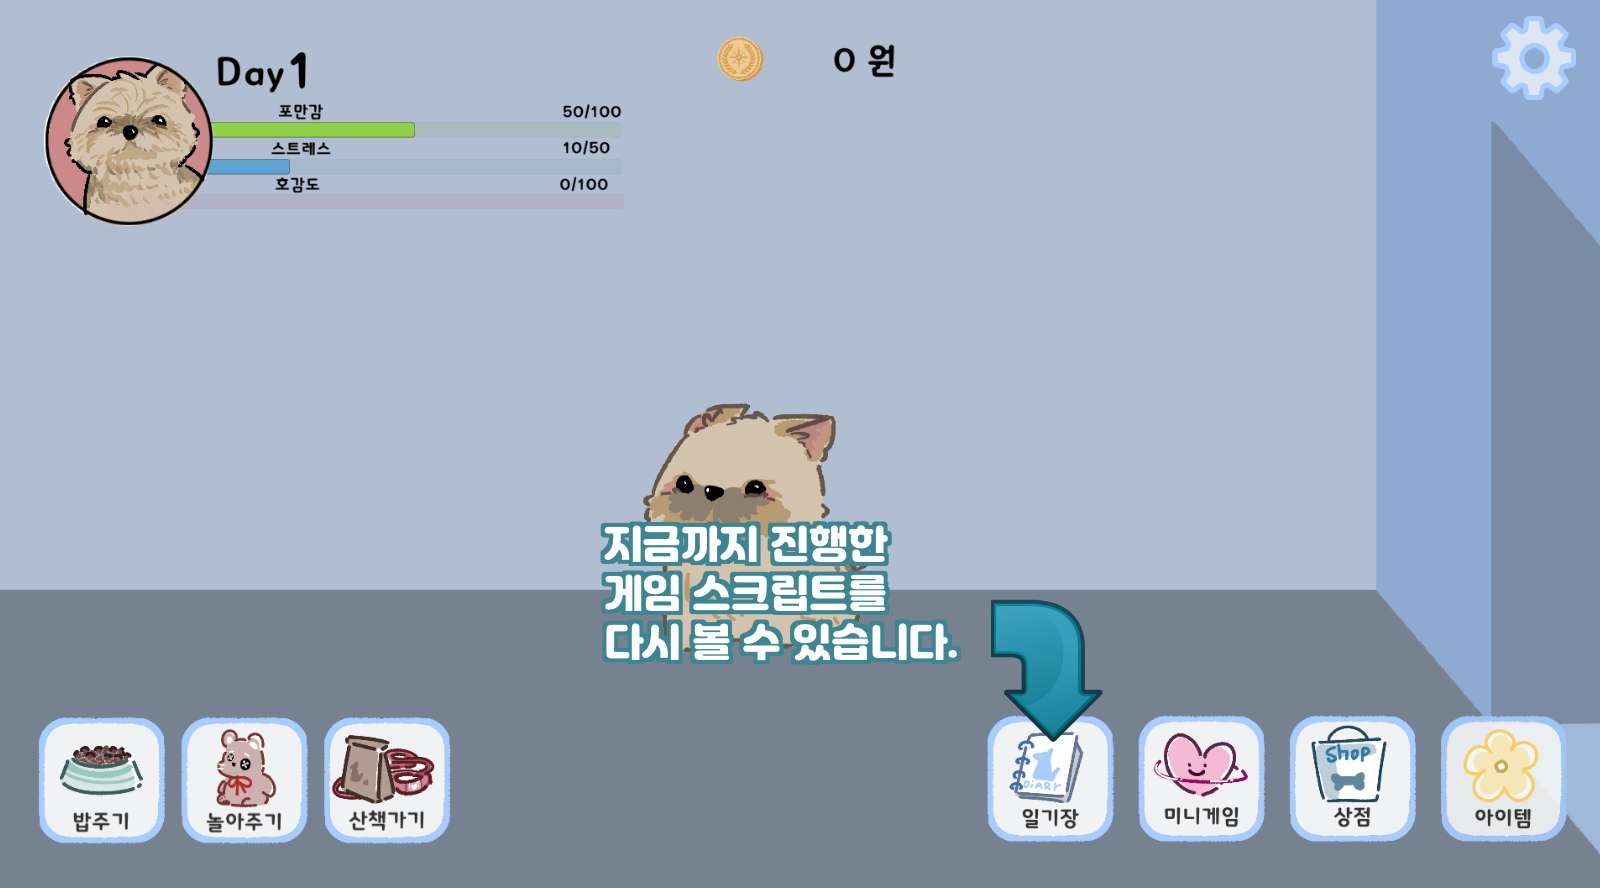 Day1
0 원
포만감 50/100
스트레스 10/50
호감도 0/100
지금까지 진행한
게임 스크립트를
다시 볼 수 있습니다.
DiARY
Shop
밥주기
놀아주기
산책가기
일기장
미니게임
상점
아이템